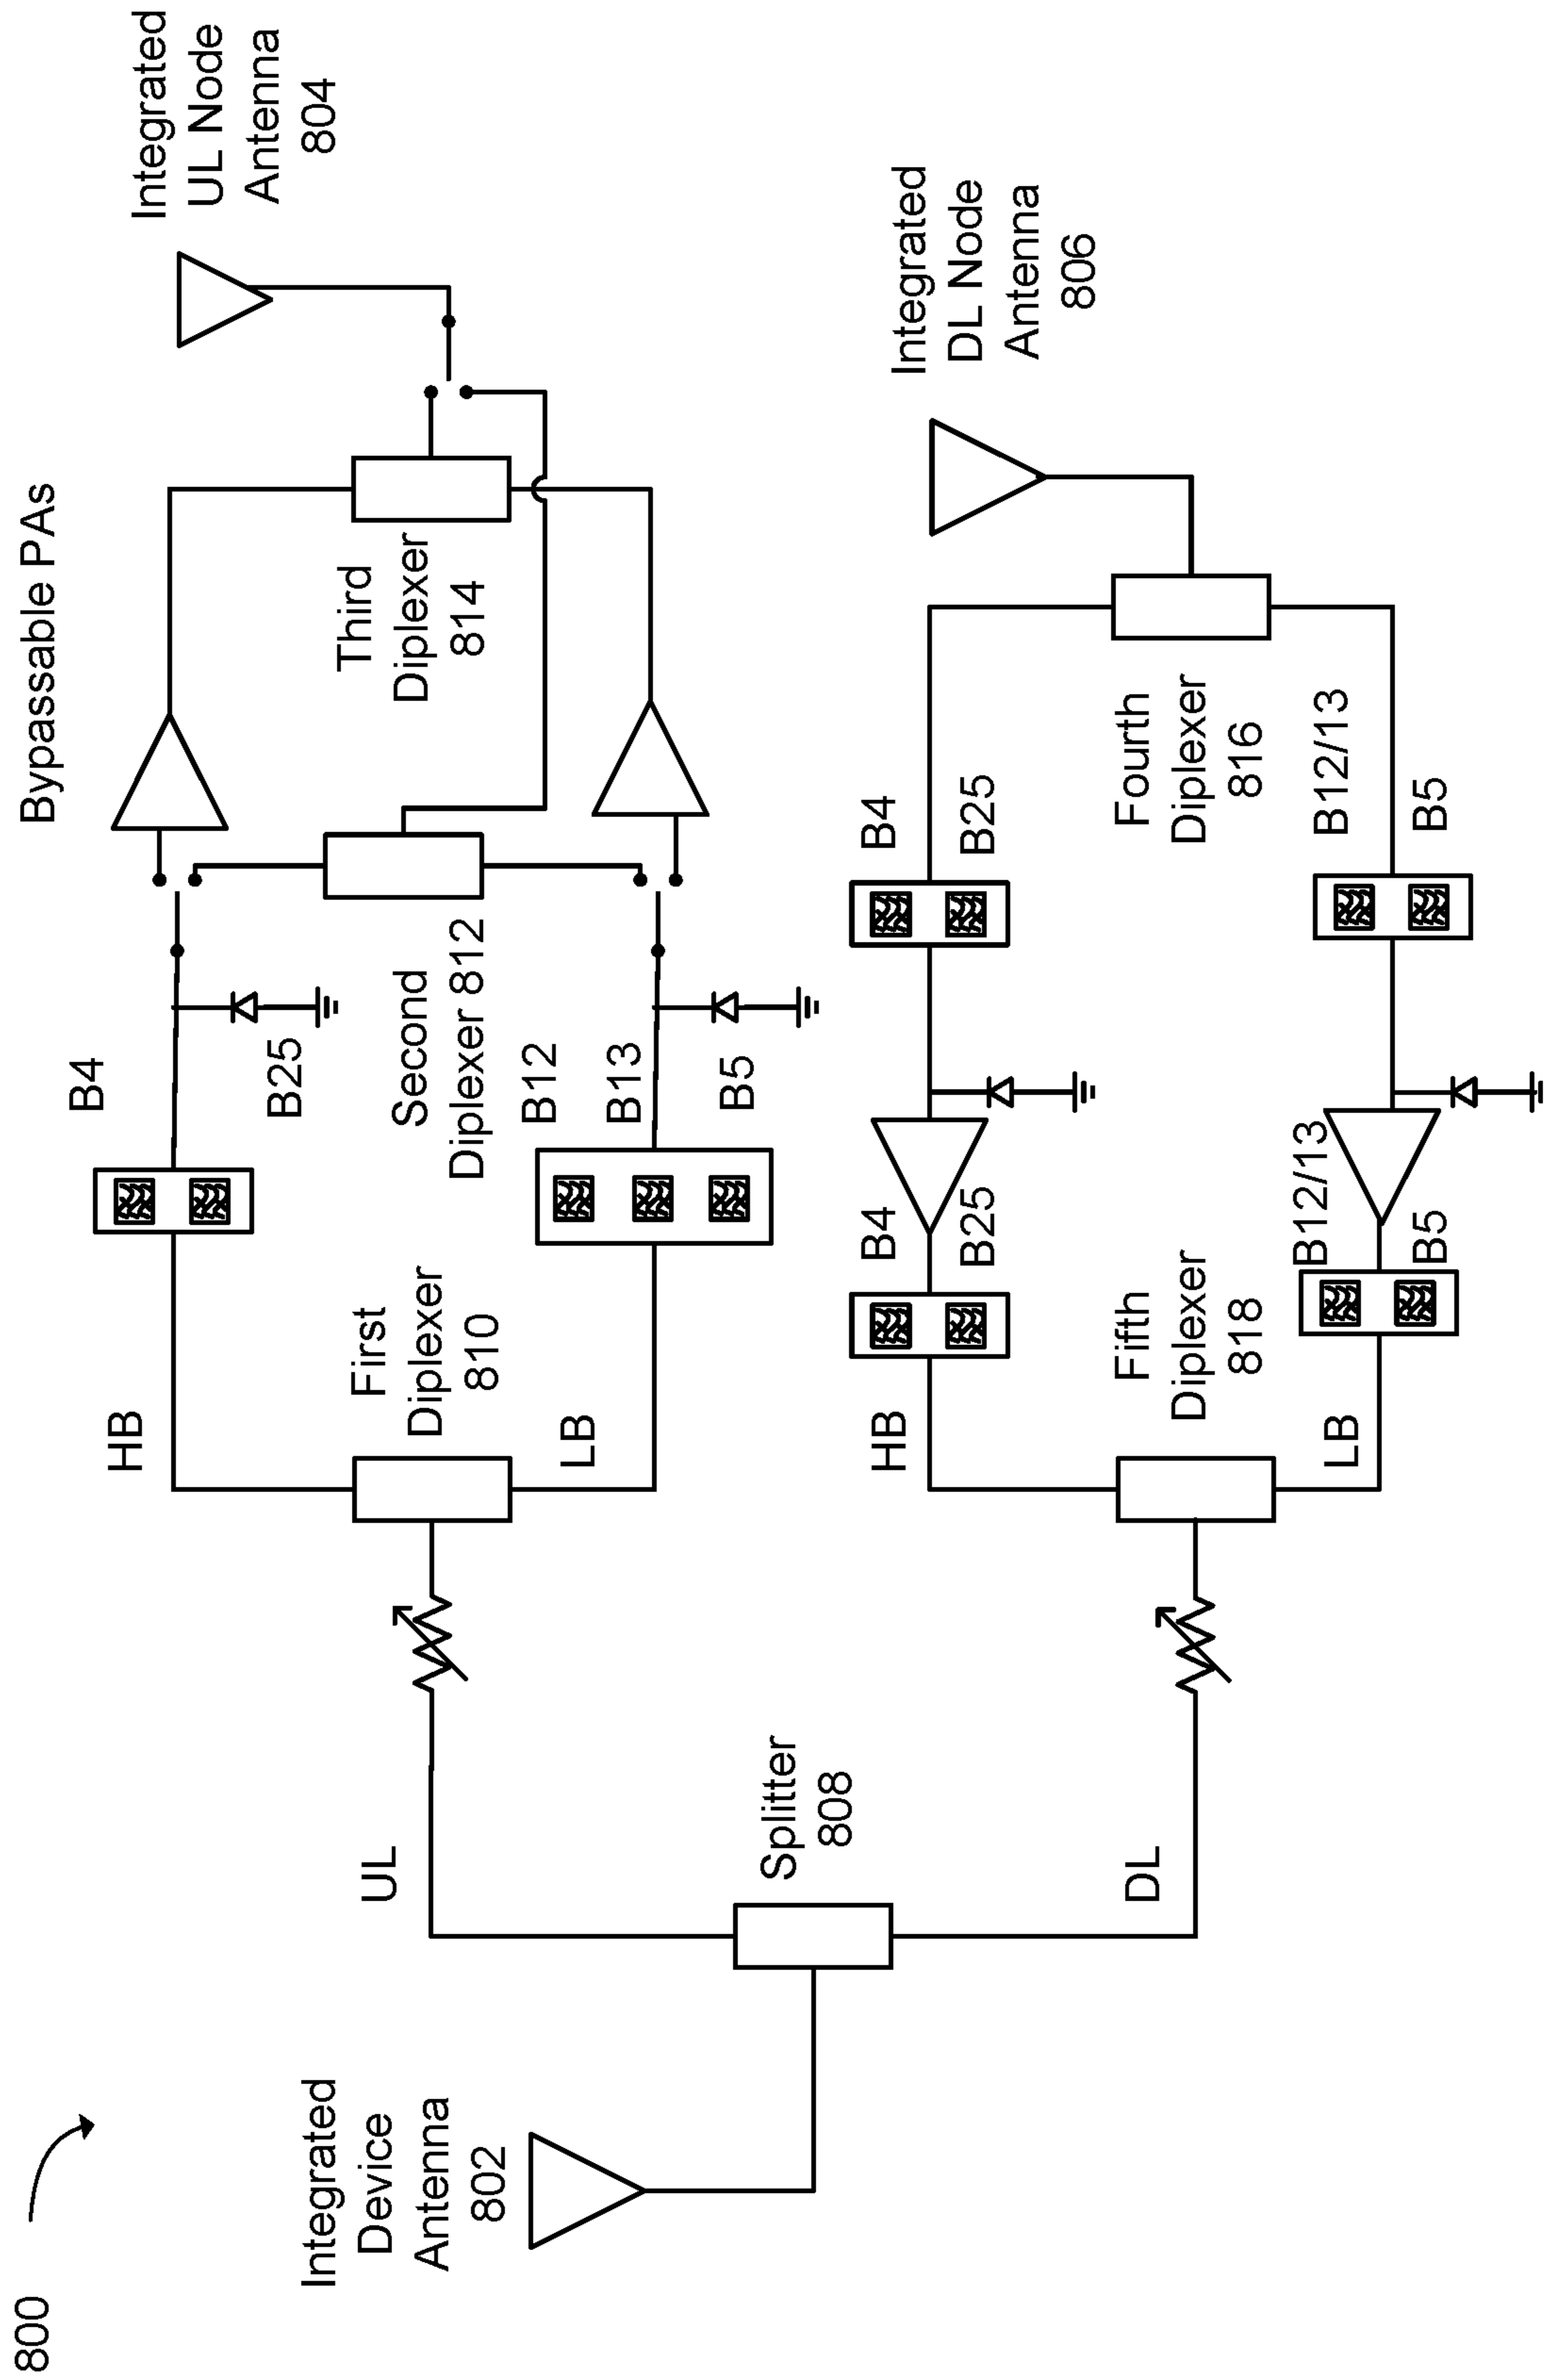 800
Integrated
Device
Antenna
802
Splitter
808
UL
DL
First
Diplexer
810
HB
LB
B4
B25
B12
B13
B5
Second
Diplexer 812
Bypassable PAs
Third
Diplexer
814
Integrated
UL Node
Antenna
804
Fifth
Diplexer
818
HB
LB
B4
B25
B12/13
B5
B4
B25
B12/13
B5
Fourth
Diplexer
816
Integrated
DL Node
Antenna
806